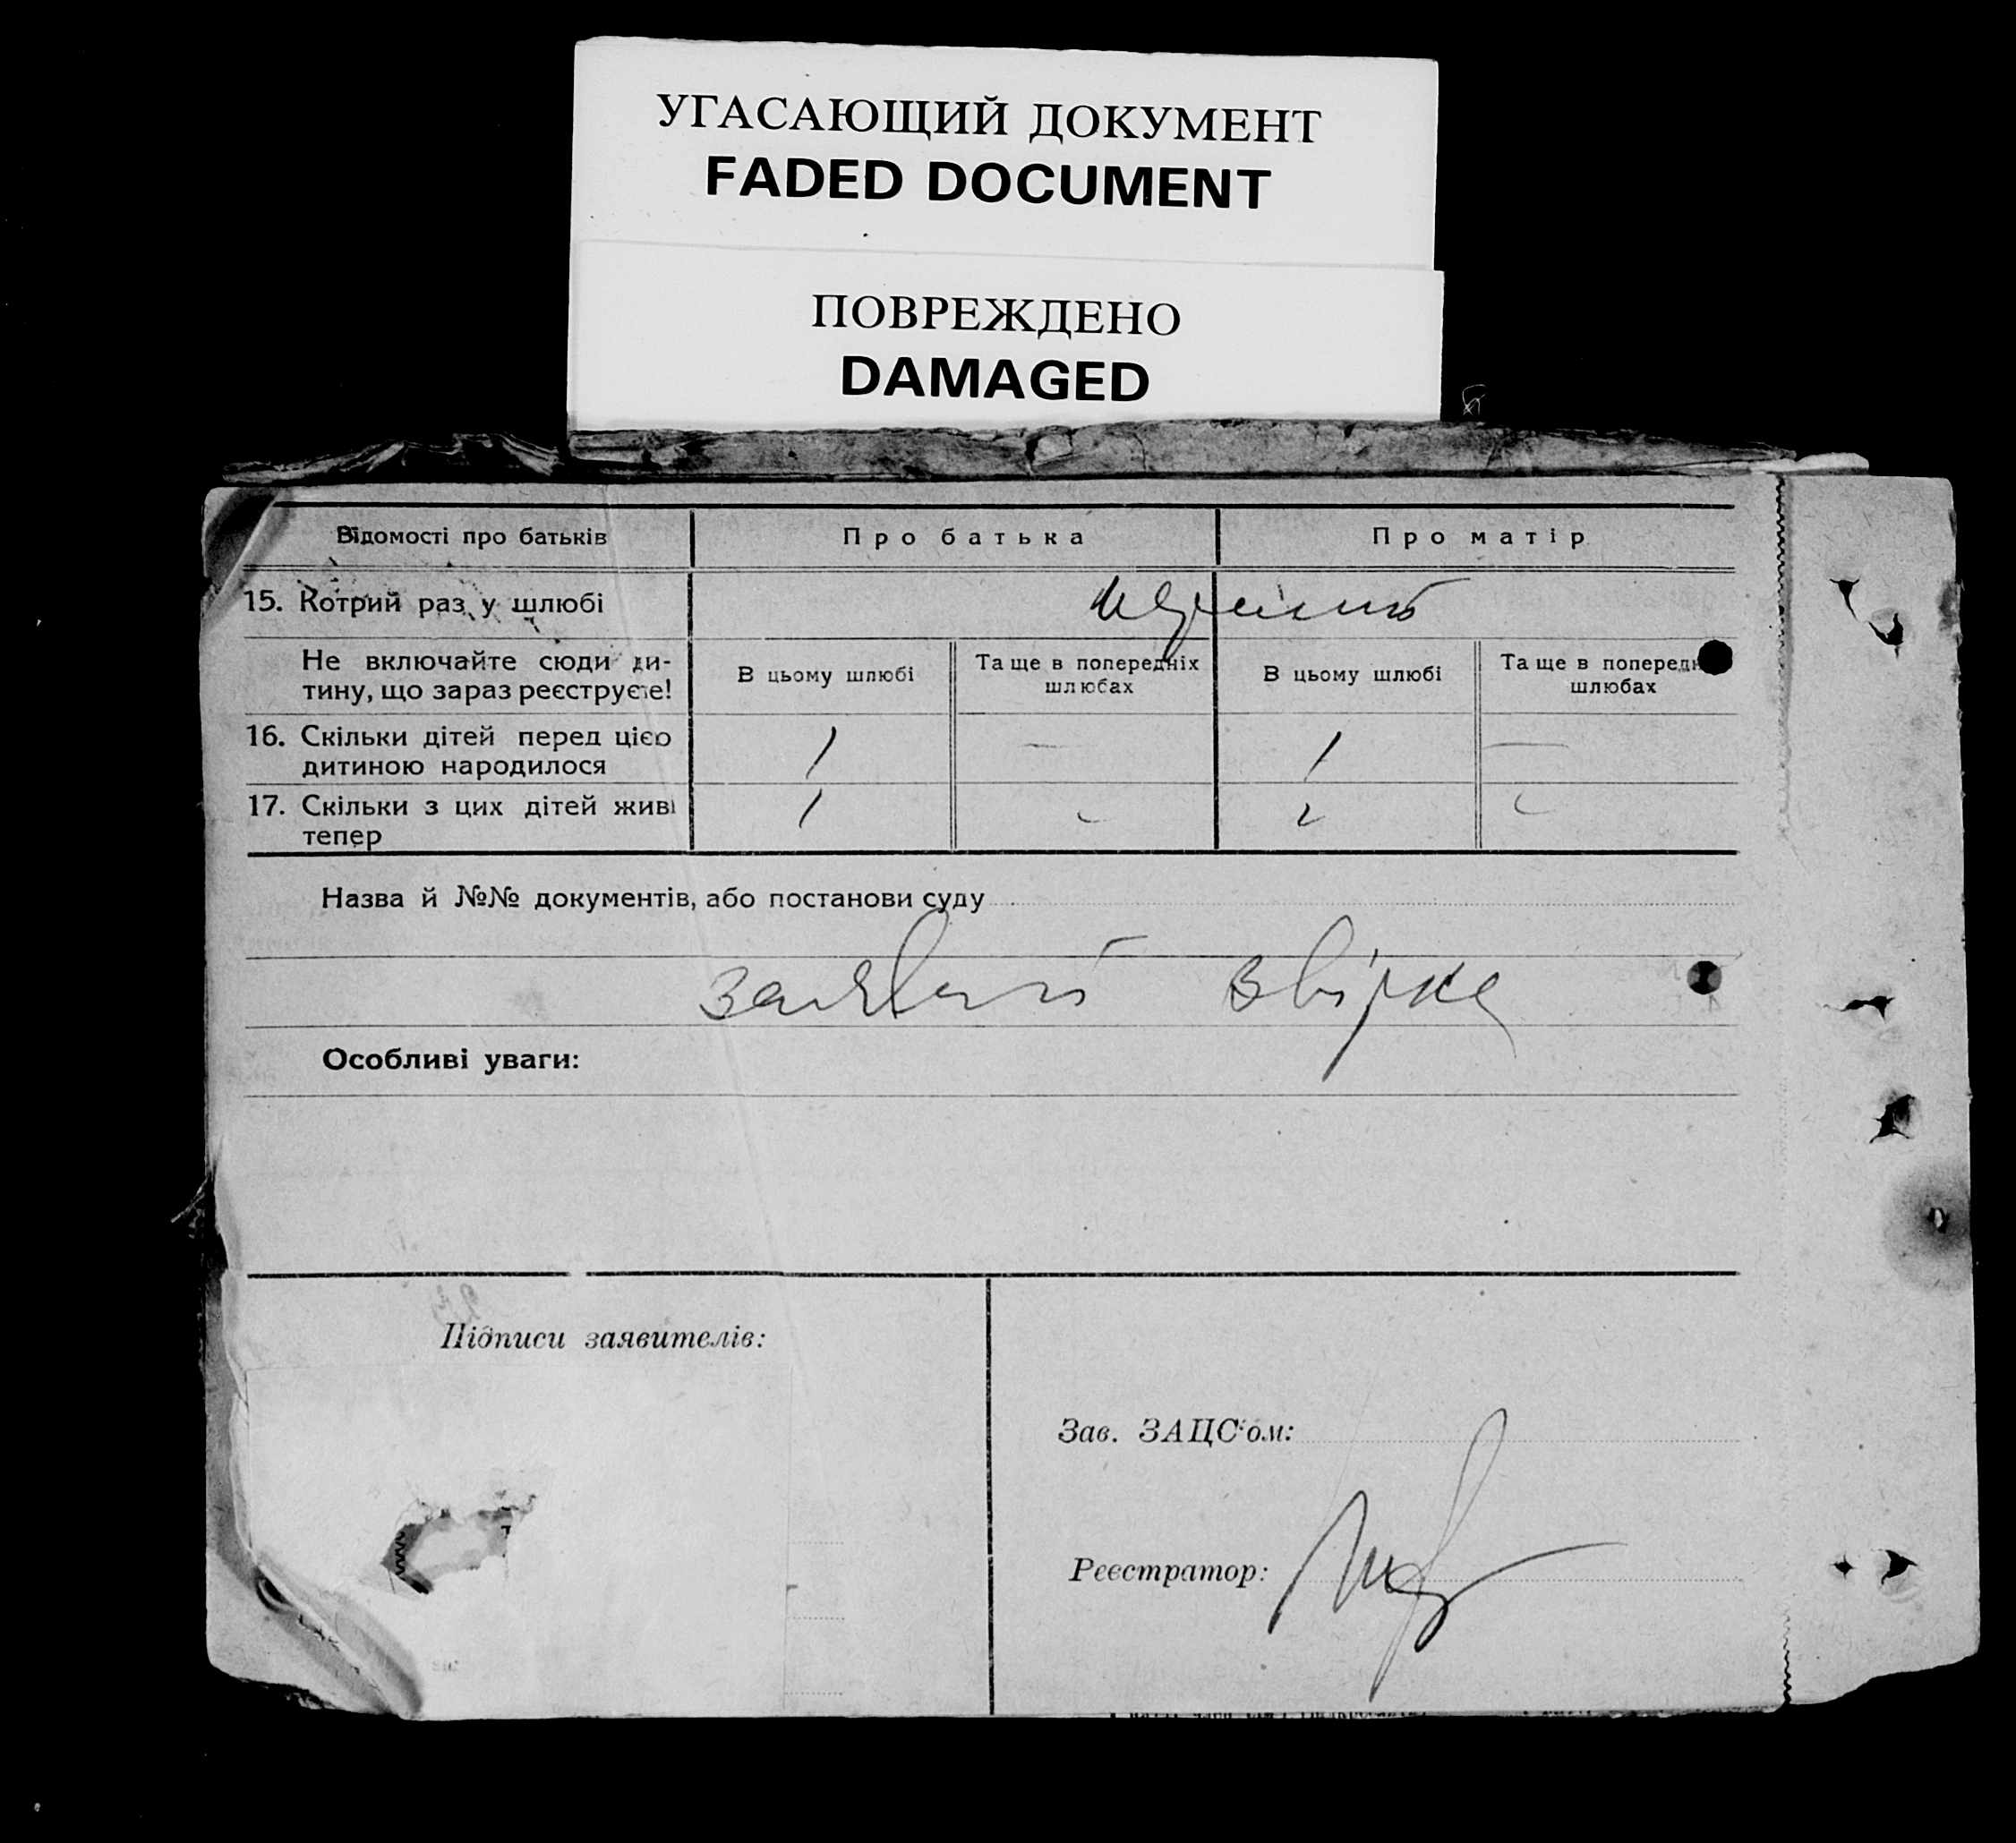 УГАСАЮЩИЙ ДОКУМЕНТ
FADED DOCUMENT
ПОВРЕЖДЕНО
DAMAGED
Відомості про батьків Про батька Про матір
15. Котрий раз у шлюбі
Не включайте сюди ди-
тину, що зараз реєструєте!
В цьому шлюбі
Та ще в попередніх
шлюбах
В цьому шлюбі
Та ще в поперед
шлюбах
16. Скільки дітей перед цією
дитиною народилося
1 — 1 —
17. Скільки з цих дітей живі
тепер
1
Назва й №№ документів, або постанови суду
Особливі уваги:
Підписи заявителів:
Зав. ЗАЦС'ом:
Реєстратор: